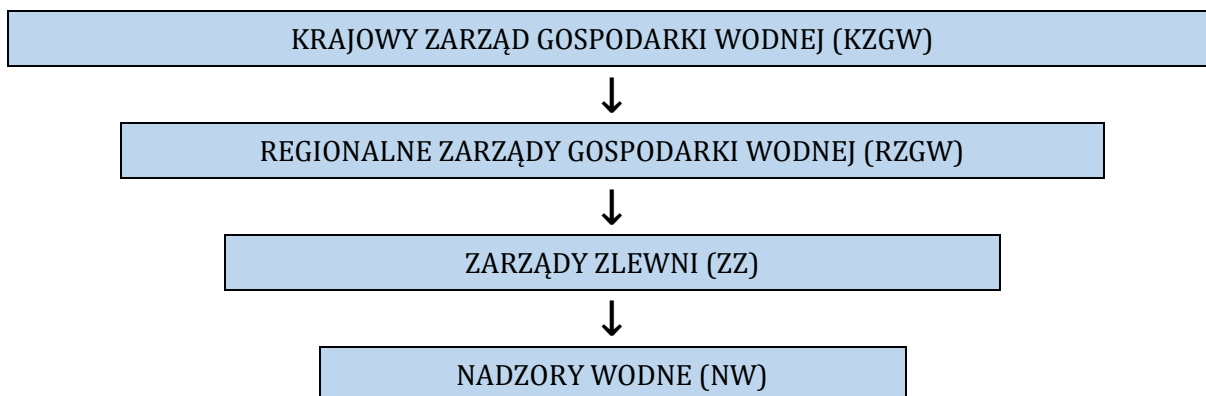 KRAJOWY ZARZĄD GOSPODARKI WODNEJ (KZGW)
REGIONALNE ZARZĄDY GOSPODARKI WODNEJ (RZGW)
ZARZĄDY ZLEWNI (ZZ)
NADZORY WODNE (NW)